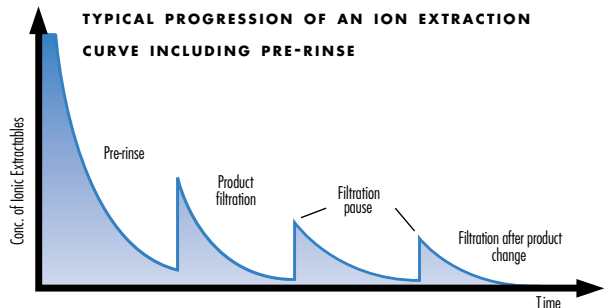 TYPICAL PROGRESSION OF AN ION EXTRACTION
CURVE INCLUDING PRE-RINSE
Conc. of Ionic Extractables
Pre-rinse
Product
filtration
Filtration
pause
Filtration after product
change
Time